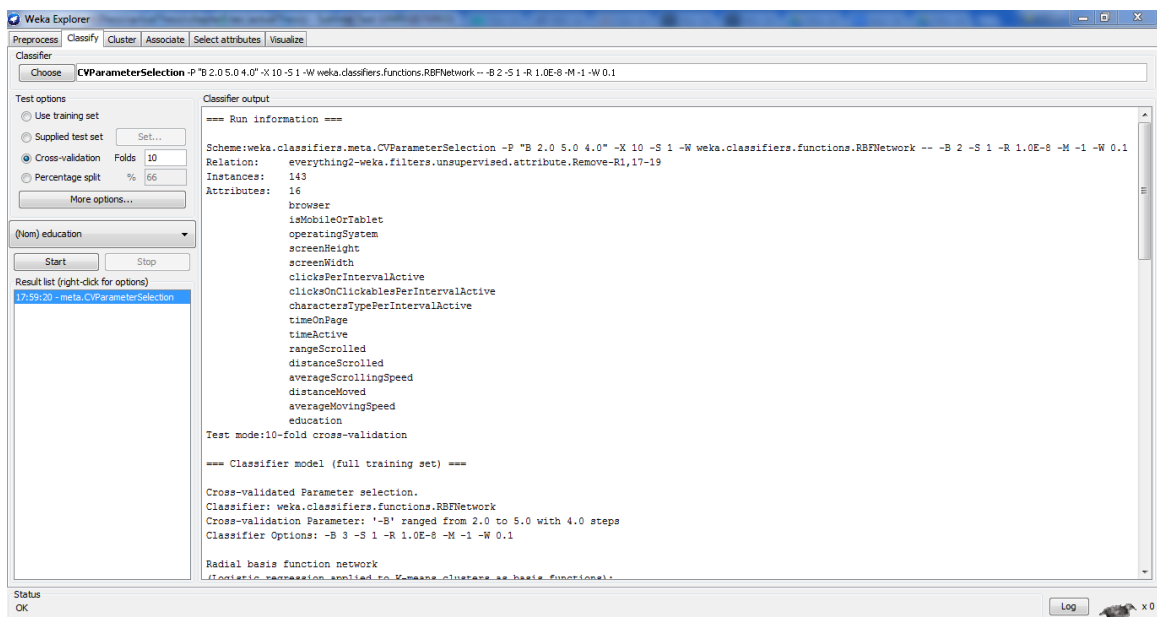 Weka Explorer
Preprocess Classify Cluster Associate Select attributes Visualize
Classifier
Choose CVParameterSelection -P "B 2.0 5.0 4.0" -X 10 -S 1 -W weka.classifiers.functions.RBFNetwork -- -B 2 -S 1 -R 1.0E-8 -M -1 -W 0.1
Test options
Use training set
Supplied test set Set...
Cross-validation Folds 10
Percentage split % 66
More options...
(Nom) education
Start Stop
Result list (right-click for options)
17:59:20 - meta.CVParameterSelection
Classifier output
=== Run information ===
Scheme:weka.classifiers.meta.CVParameterSelection -P "B 2.0 5.0 4.0" -X 10 -S 1 -W weka.classifiers.functions.RBFNetwork -- -B 2 -S 1 -R 1.0E-8 -M -1 -W 0.1
Relation: everything2-weka.filters.unsupervised.attribute.Remove-R1,17-19
Instances: 143
Attributes: 16
browser
isMobileOrTablet
operatingSystem
screenHeight
screenWidth
clicksPerIntervalActive
clicksOnClickablesPerIntervalActive
charactersTypePerIntervalActive
timeOnPage
timeActive
rangeScrolled
distanceScrolled
averageScrollingSpeed
distanceMoved
averageMovingSpeed
education
Test mode:10-fold cross-validation
=== Classifier model (full training set) ===
Cross-validated Parameter selection.
Classifier: weka.classifiers.functions.RBFNetwork
Cross-validation Parameter: '-B' ranged from 2.0 to 5.0 with 4.0 steps
Classifier Options: -B 3 -S 1 -R 1.0E-8 -M -1 -W 0.1
Radial basis function network
(Logistic regression applied to K-means clusters as basis functions):
Status
OK
Log x 0